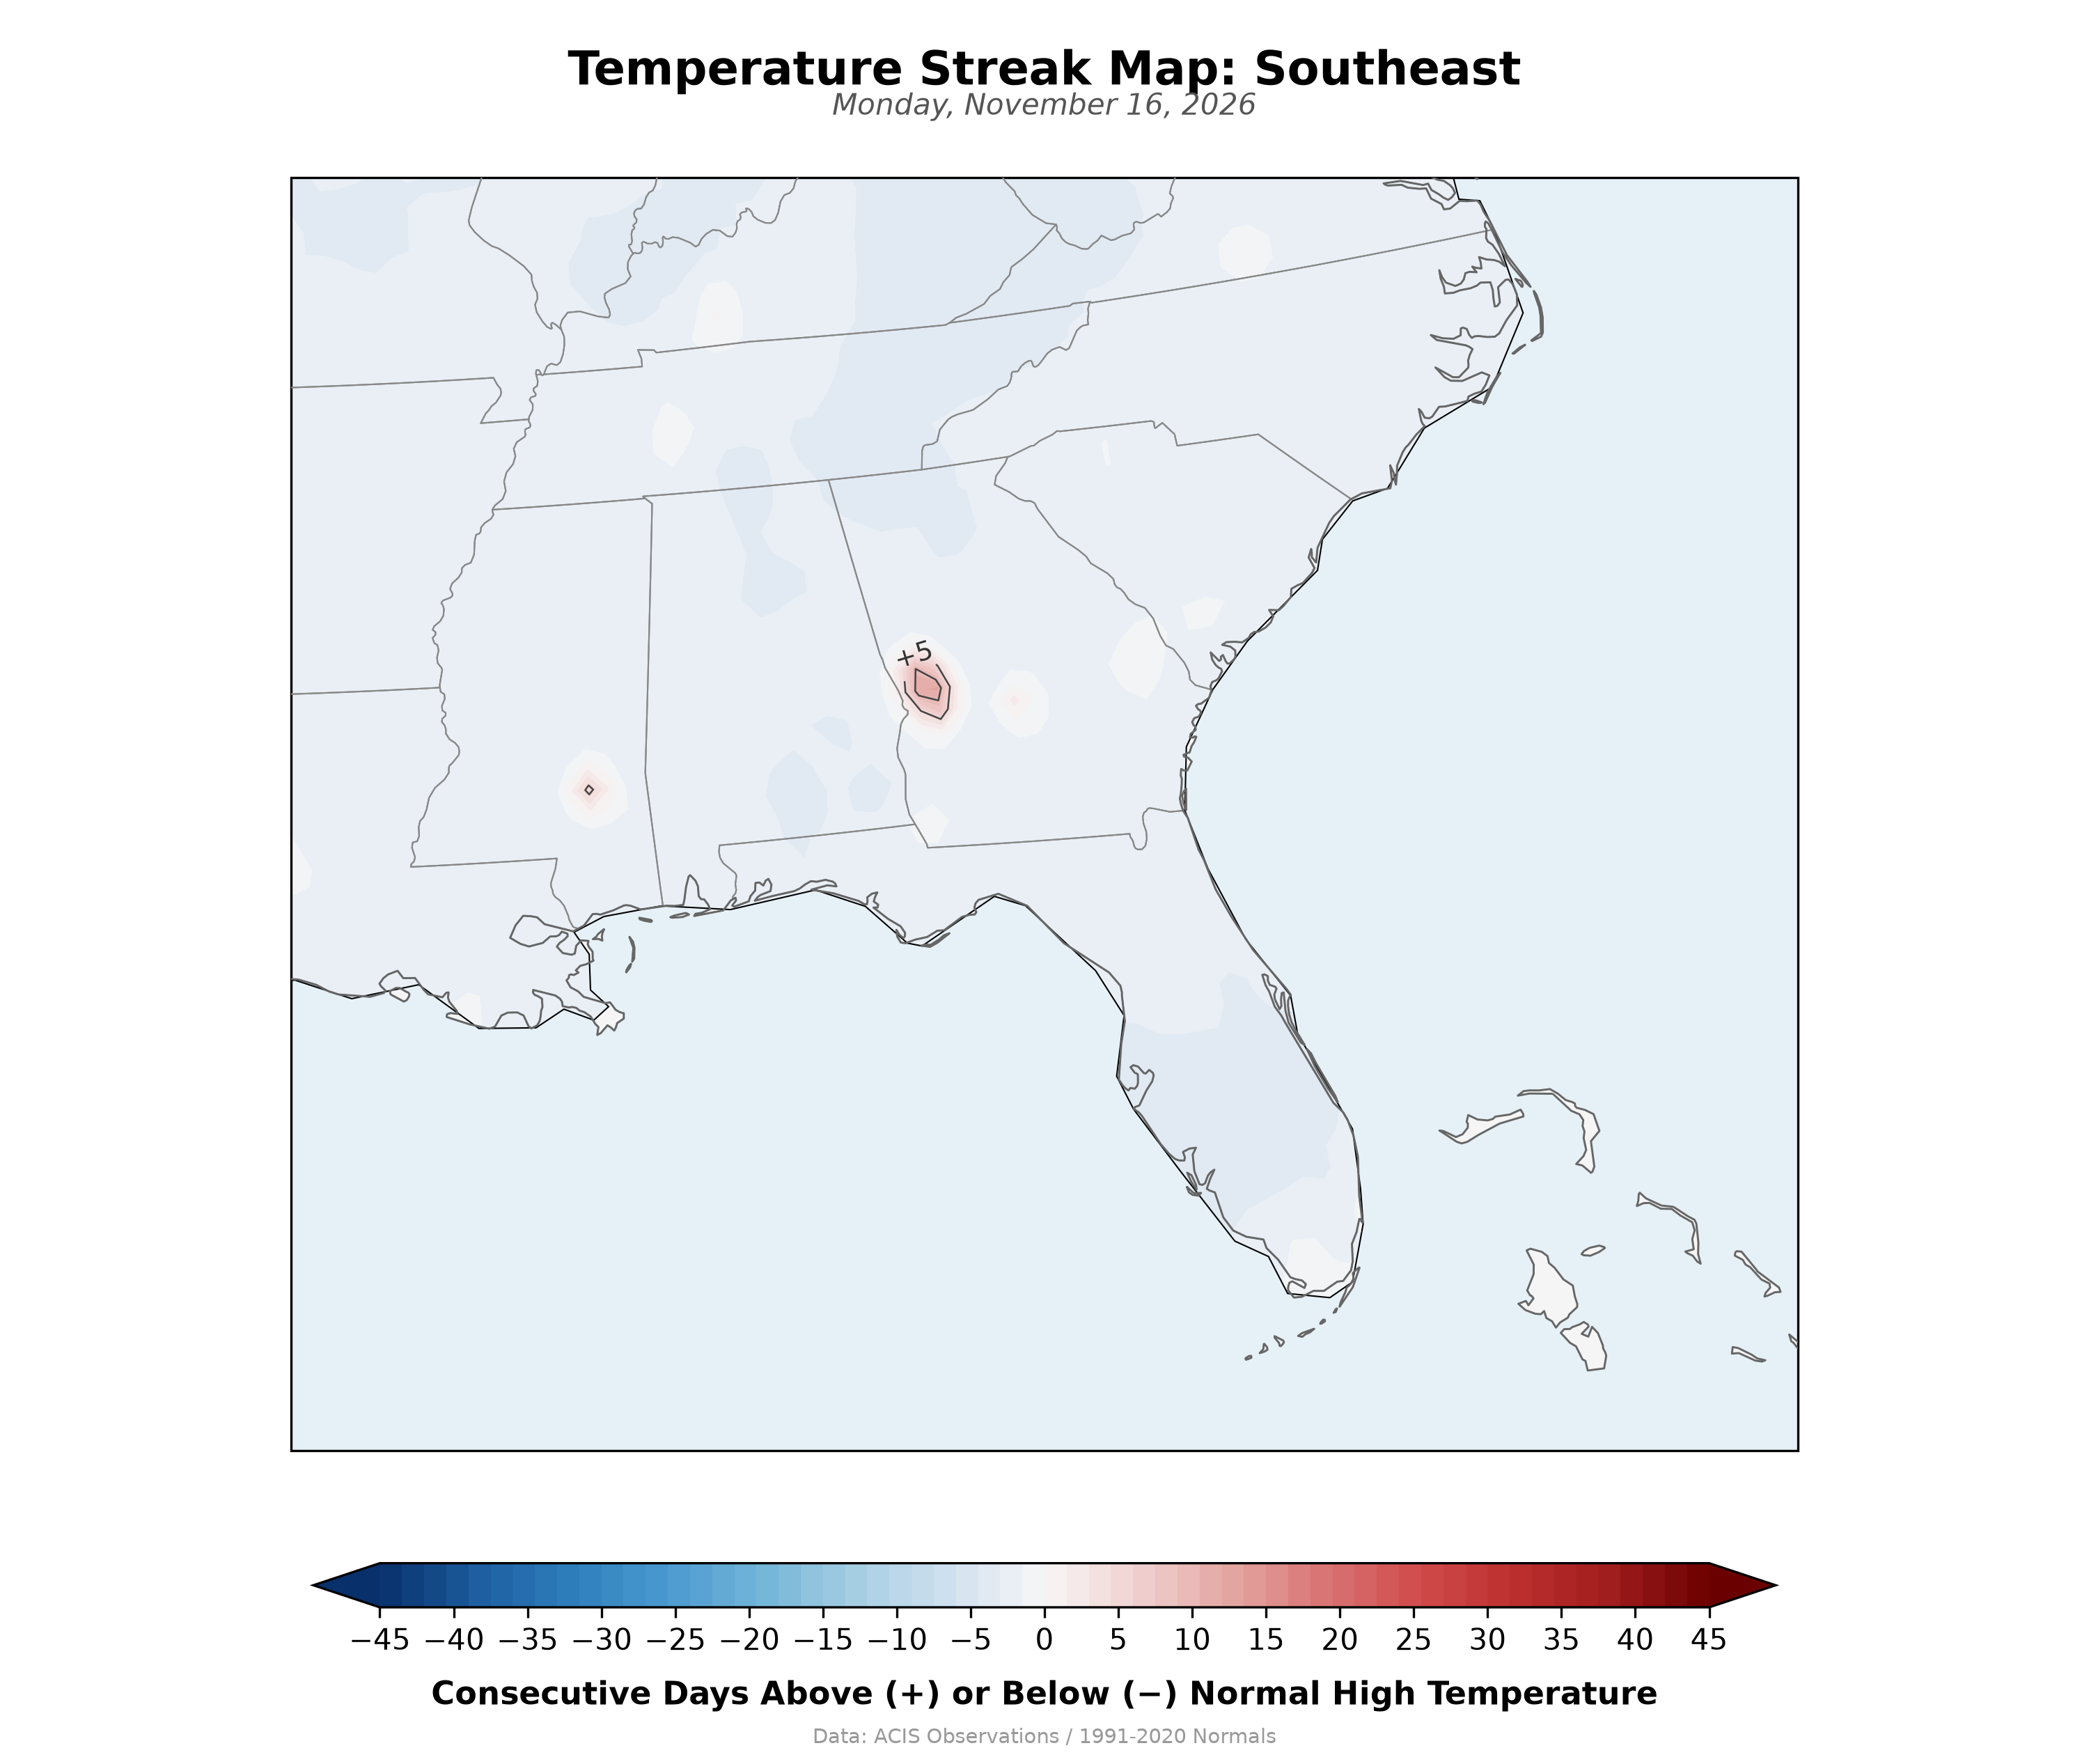 Temperature Streak Map: Southeast
Monday, November 16, 2026
+5
−45 −40 −35 −30 −25 −20 −15 −10 −5 0 5 10 15 20 25 30 35 40 45
Consecutive Days Above (+) or Below (−) Normal High Temperature
Data: ACIS Observations / 1991-2020 Normals